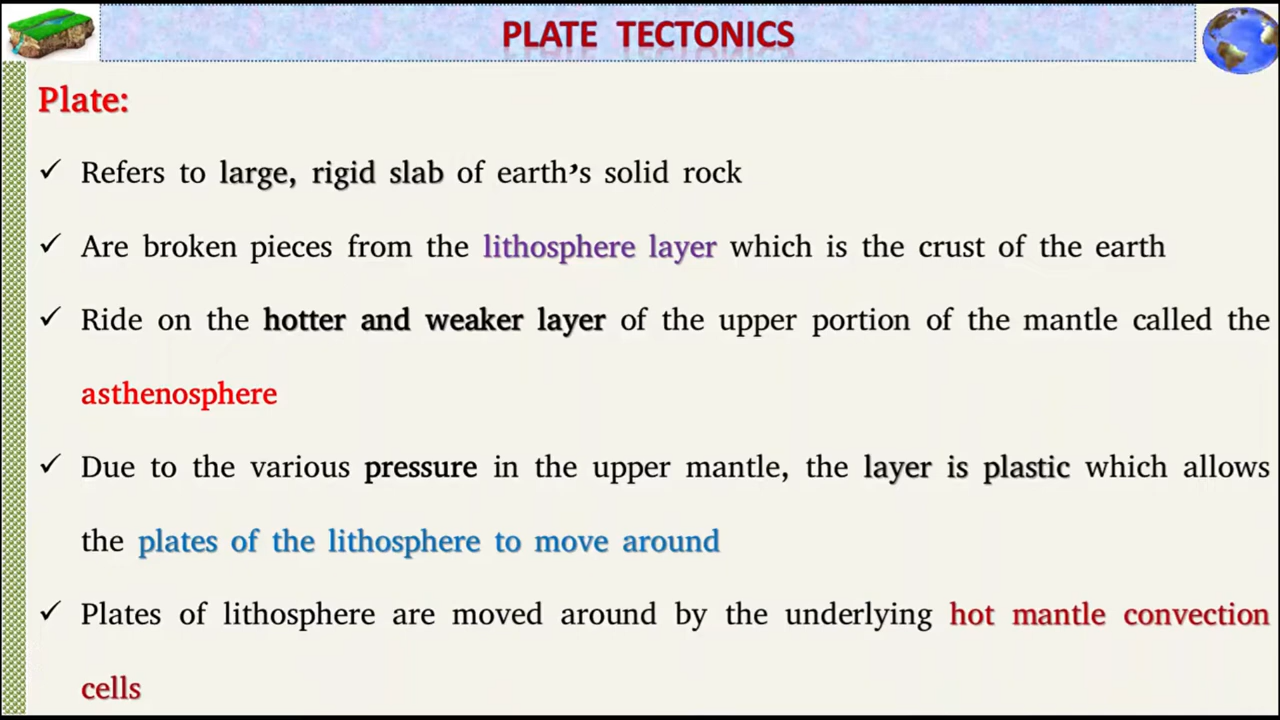 PLATE TECTONICS
Plate:
✓ Refers to large, rigid slab of earth’s solid rock
✓ Are broken pieces from the lithosphere layer which is the crust of the earth
✓ Ride on the hotter and weaker layer of the upper portion of the mantle called the
asthenosphere
✓ Due to the various pressure in the upper mantle, the layer is plastic which allows
the plates of the lithosphere to move around
✓ Plates of lithosphere are moved around by the underlying hot mantle convection
cells